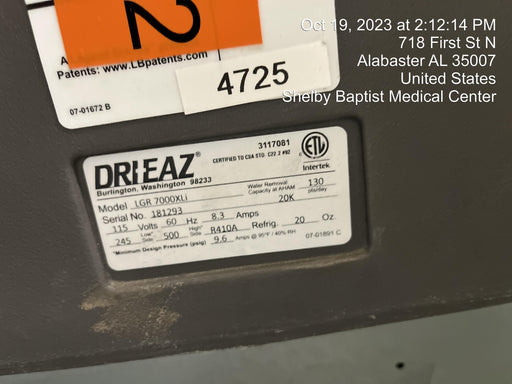 Oct 19, 2023 at 2:12:14 PM
718 First St N
Alabaster AL 35007
United States
Shelby Baptist Medical Center
2
Patents: www.LBpatents.com
4725
07-01672 B
DRIEAZ®
Burlington, Washington 98233
3117081
CERTIFIED TO CSA STD. C22.2 #92
ETL
Intertek
Model LGR 7000XLi
Water Removal Capacity at AHAM 130 pts/day
Serial No. 181293 20K
115 Volts 60 Hz 8.3 Amps
245 Low* Side 500 High* Side R410A Refrig. 20 Oz.
*Minimum Design Pressure (psig) 9.6 Amps @ 95°F / 40% RH
07-01891 C